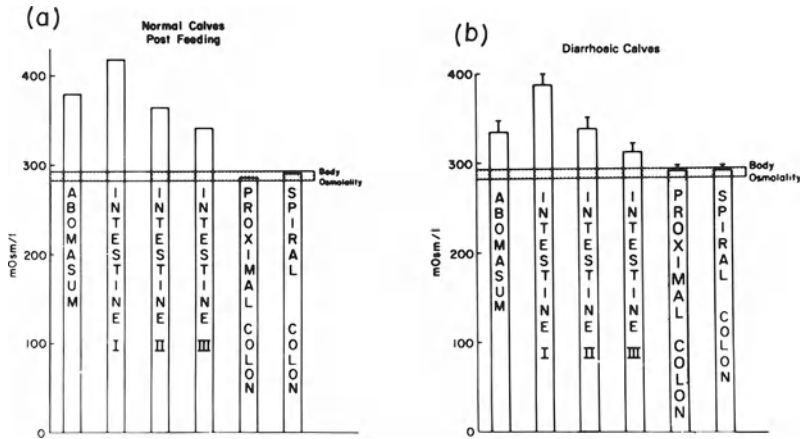 (a)
Normal Calves
Post Feeding
400
300
200
100
0
mOsm/l
Body
Osmolality
ABOMASUM
INTESTINE I
INTESTINE II
INTESTINE III
PROXIMAL COLON
SPIRAL COLON
(b)
Diarrhoeic Calves
400
300
200
100
0
mOsm/l
Body
Osmolality
ABOMASUM
INTESTINE I
INTESTINE II
INTESTINE III
PROXIMAL COLON
SPIRAL COLON